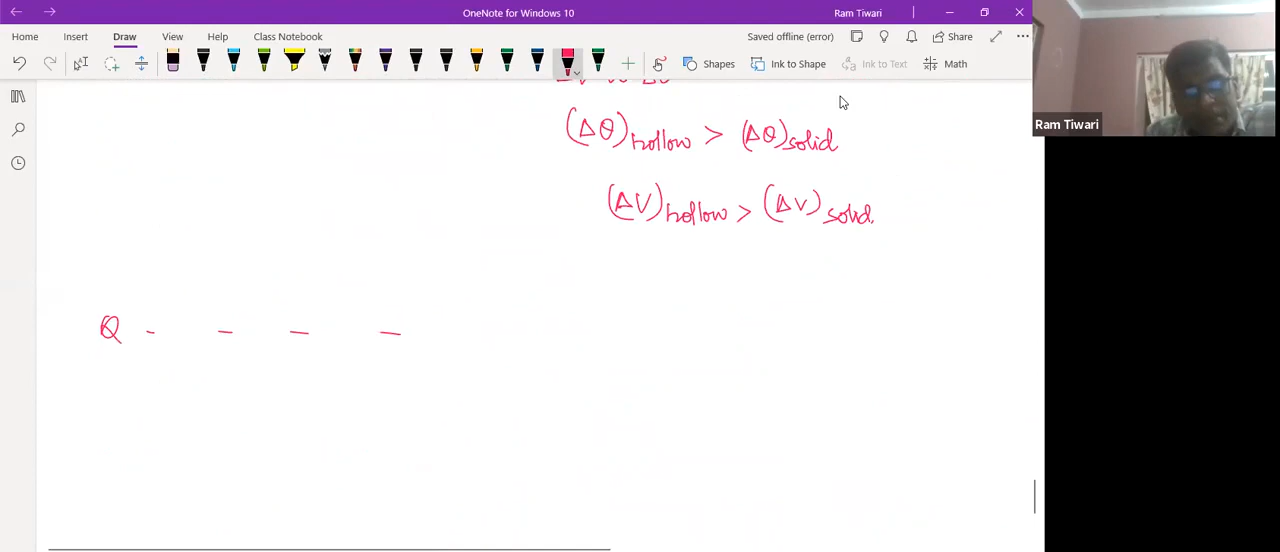 OneNote for Windows 10
Ram Tiwari
Home Insert Draw View Help Class Notebook
Saved offline (error)
Share
Shapes
Ink to Shape
Ink to Text
Math
Ram Tiwari
(Δθ)hollow > (Δθ)solid
(ΔV)hollow > (ΔV)solid.
Q - - - -